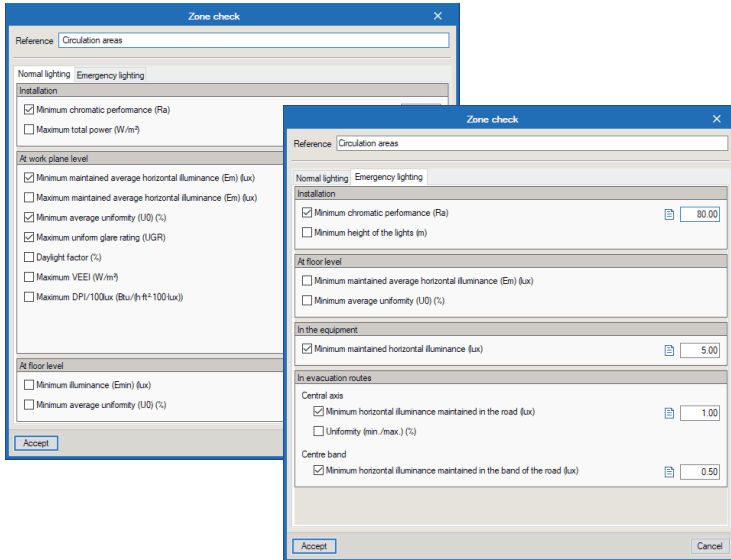 Zone check
Reference Circulation areas
Normal lighting Emergency lighting
Installation
Minimum chromatic performance (Ra)
Maximum total power (W/m²)
At work plane level
Minimum maintained average horizontal illuminance (Em) (lux)
Maximum maintained average horizontal illuminance (Em) (lux)
Minimum average uniformity (U0) (%)
Maximum uniform glare rating (UGR)
Daylight factor (%)
Maximum VEEI (W/m²)
Maximum DPI/100lux (Btu/(h·ft²·100·lux))
At floor level
Minimum illuminance (Emin) (lux)
Minimum average uniformity (U0) (%)
Accept
Zone check
Reference Circulation areas
Normal lighting Emergency lighting
Installation
Minimum chromatic performance (Ra) 80.00
Minimum height of the lights (m)
At floor level
Minimum maintained average horizontal illuminance (Em) (lux)
Minimum average uniformity (U0) (%)
In the equipment
Minimum maintained horizontal illuminance (lux) 5.00
In evacuation routes
Central axis
Minimum horizontal illuminance maintained in the road (lux) 1.00
Uniformity (min./max.) (%)
Centre band
Minimum horizontal illuminance maintained in the band of the road (lux) 0.50
Accept Cancel